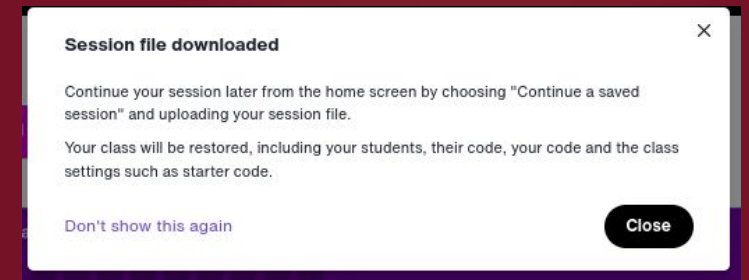 Session file downloaded
Continue your session later from the home screen by choosing "Continue a saved
session" and uploading your session file.
Your class will be restored, including your students, their code, your code and the class
settings such as starter code.
Don't show this again
Close